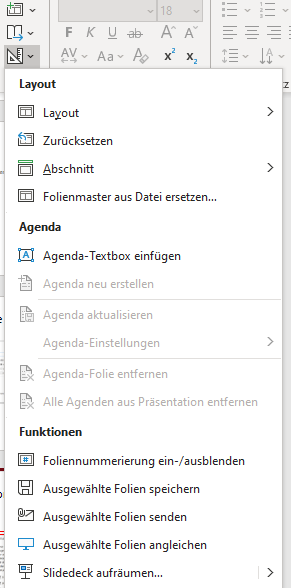 18
F K U ab A A
AV Aa A x² x²
Layout
Layout
Zurücksetzen
Abschnitt
Folienmaster aus Datei ersetzen...
Agenda
Agenda-Textbox einfügen
Agenda neu erstellen
Agenda aktualisieren
Agenda-Einstellungen
Agenda-Folie entfernen
Alle Agenden aus Präsentation entfernen
Funktionen
Foliennummerierung ein-/ausblenden
Ausgewählte Folien speichern
Ausgewählte Folien senden
Ausgewählte Folien angleichen
Slidedeck aufräumen...